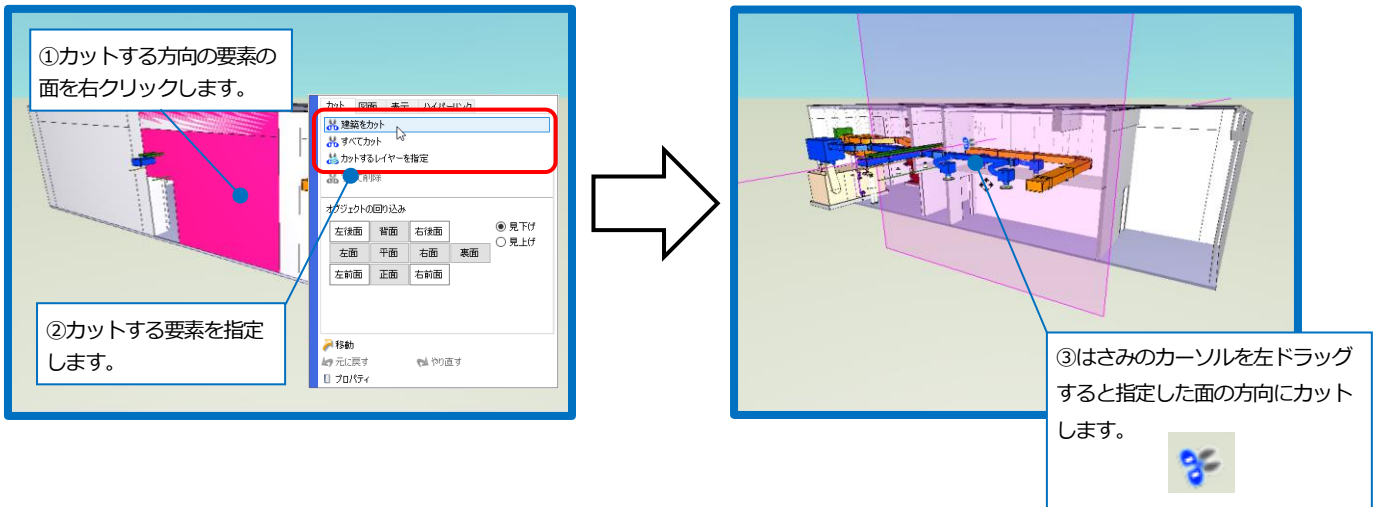 ①カットする方向の要素の
面を右クリックします。
カット 図面 表示 ハイパーリンク
建築をカット
すべてカット
カットするレイヤーを指定
削除
オブジェクトの回り込み
左後面 背面 右後面
見下げ
見上げ
左面 平面 右面 裏面
左前面 正面 右前面
②カットする要素を指定
します。
移動
元に戻す やり直す
プロパティ
③はさみのカーソルを左ドラッグ
すると指定した面の方向にカット
します。